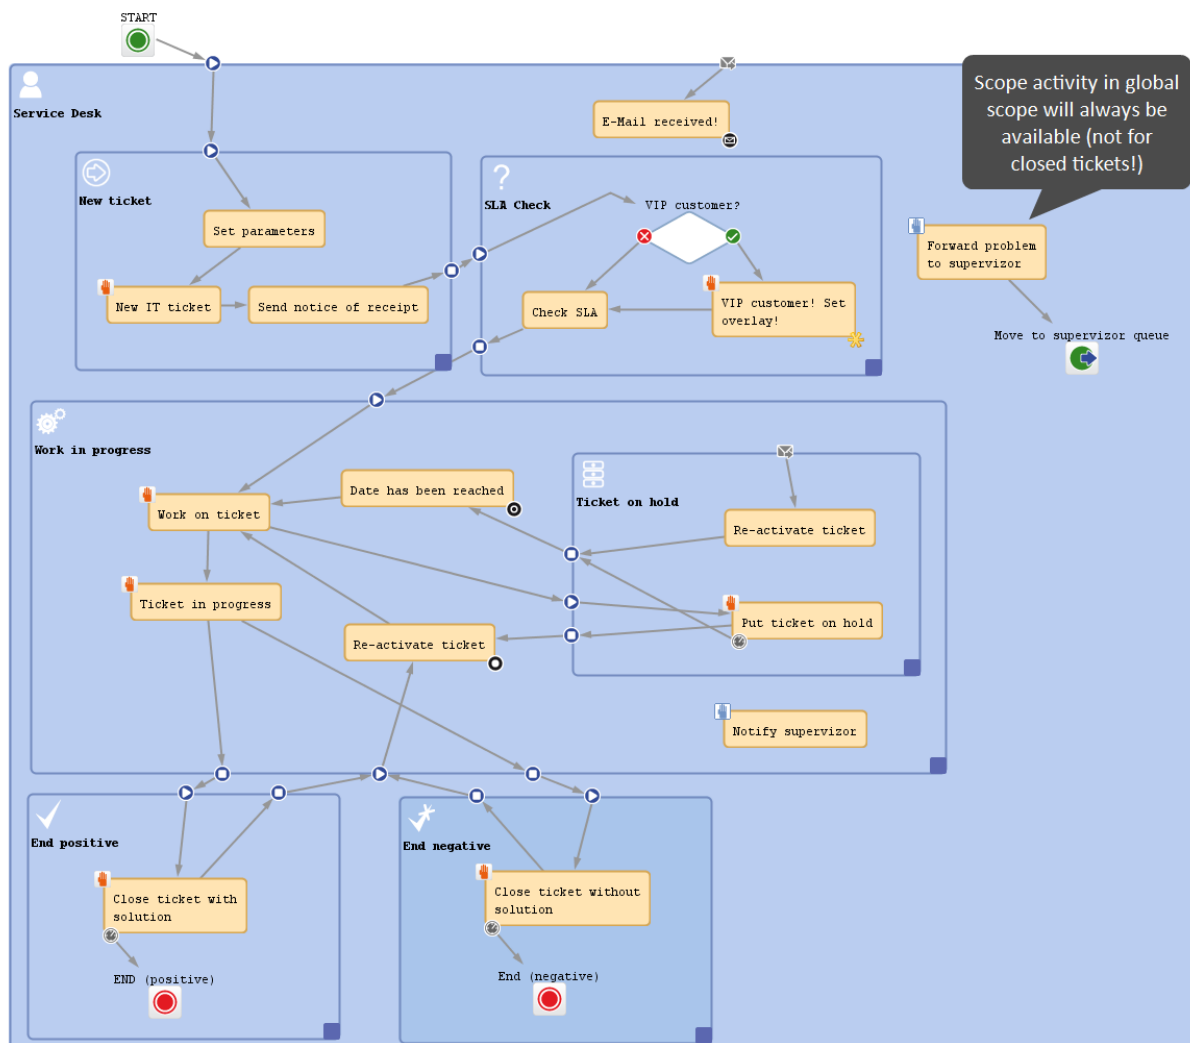 START
Service Desk
E-Mail received!
Scope activity in global
scope will always be
available (not for
closed tickets!)
New ticket
Set parameters
New IT ticket
Send notice of receipt
SLA Check
VIP customer?
Check SLA
VIP customer! Set
overlay!
Forward problem
to supervizor
Move to supervizor queue
Work in progress
Work on ticket
Date has been reached
Ticket on hold
Re-activate ticket
Ticket in progress
Re-activate ticket
Put ticket on hold
Notify supervizor
End positive
Close ticket with
solution
END (positive)
End negative
Close ticket without
solution
End (negative)